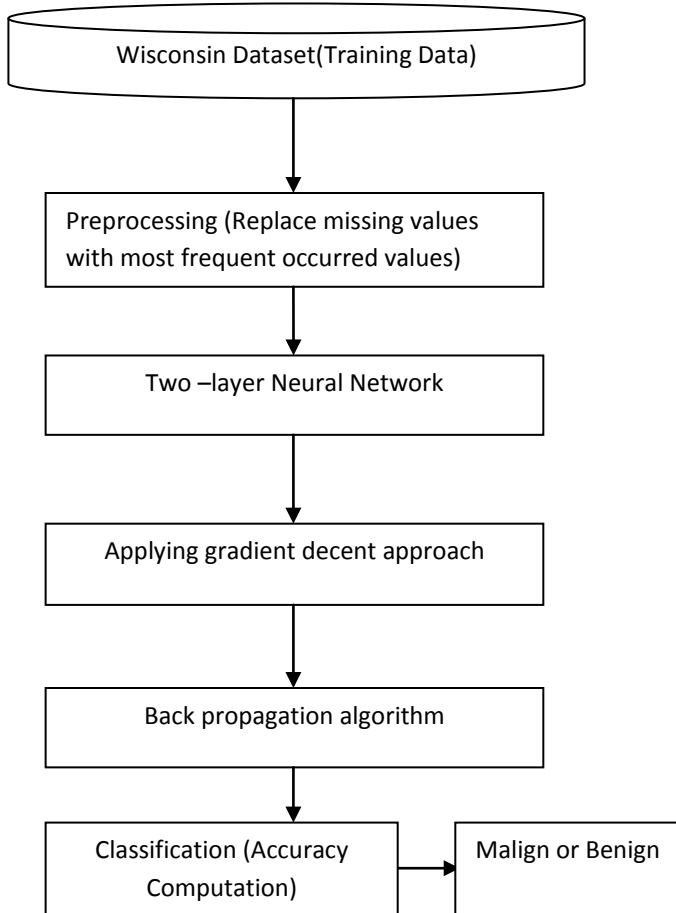 Wisconsin Dataset(Training Data)
Preprocessing (Replace missing values
with most frequent occurred values)
Two –layer Neural Network
Applying gradient decent approach
Back propagation algorithm
Classification (Accuracy
Computation)
Malign or Benign